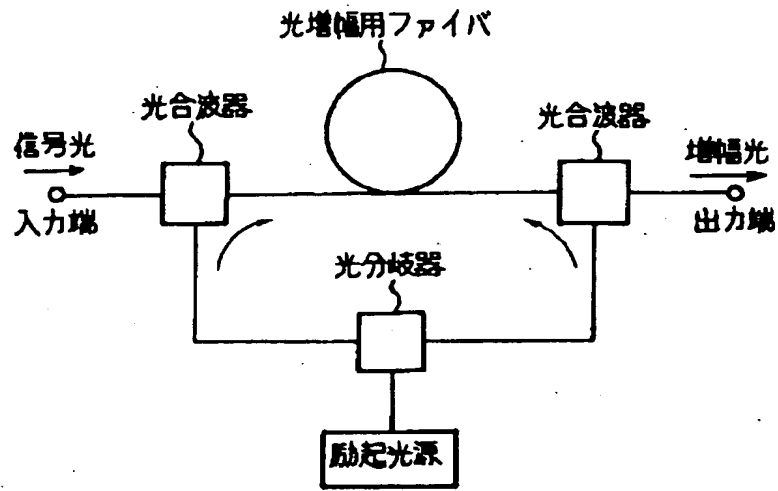 光増幅用ファイバ
光合波器
光合波器
信号光
増幅光
入力端
出力端
光分岐器
励起光源